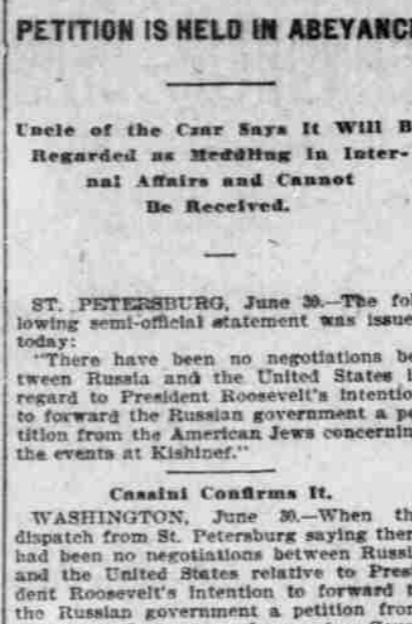 PETITION IS HELD IN ABEYANC
Uncle of the Czar Says It Will B
Regarded as Meddling in Inter-
nal Affairs and Cannot
Be Received.
ST. PETERSBURG, June 30.—The fol
lowing semi-official statement was issue
today:
"There have been no negotiations be
tween Russia and the United States i
regard to President Roosevelt's intentio
to forward the Russian government a pe
tition from the American Jews concernin
the events at Kishinef."
Cassini Confirms It.
WASHINGTON, June 30.—When th
dispatch from St. Petersburg saying ther
had been no negotiations between Russi
and the United States relative to Presi
dent Roosevelt's intention to forward t
the Russian government a petition from